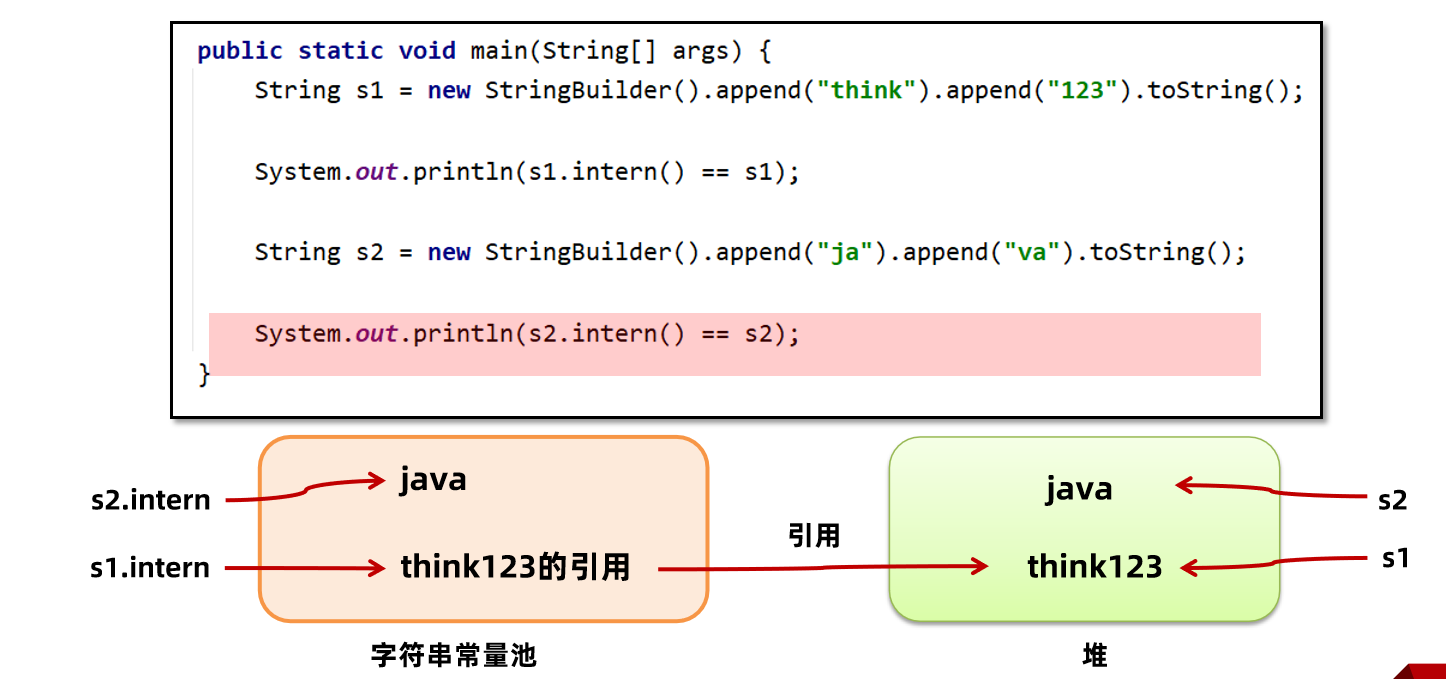 public static void main(String[] args) {
String s1 = new StringBuilder().append("think").append("123").toString();
System.out.println(s1.intern() == s1);
String s2 = new StringBuilder().append("ja").append("va").toString();
System.out.println(s2.intern() == s2);
}
s2.intern
java
java
s2
s1.intern
think123的引用
引用
think123
s1
字符串常量池
堆